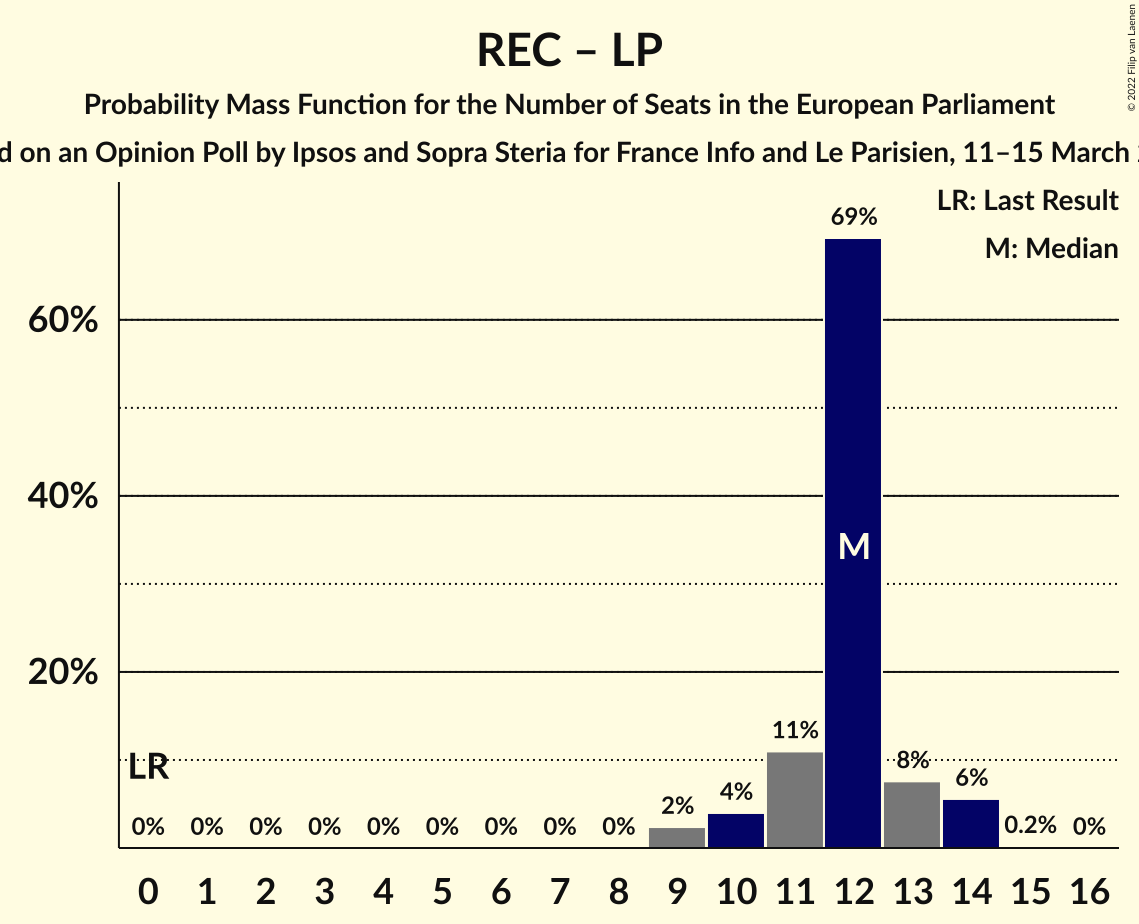 REC – LP
Probability Mass Function for the Number of Seats in the European Parliament
on an Opinion Poll by Ipsos and Sopra Steria for France Info and Le Parisien, 11–15 March
© 2022 Filip van Laenen
LR: Last Result
M: Median
69%
60%
40%
M
20%
11%
8%
LR
6%
4%
2%
0% 0% 0% 0% 0% 0% 0% 0% 0% 0.2% 0%
0 1 2 3 4 5 6 7 8 9 10 11 12 13 14 15 16